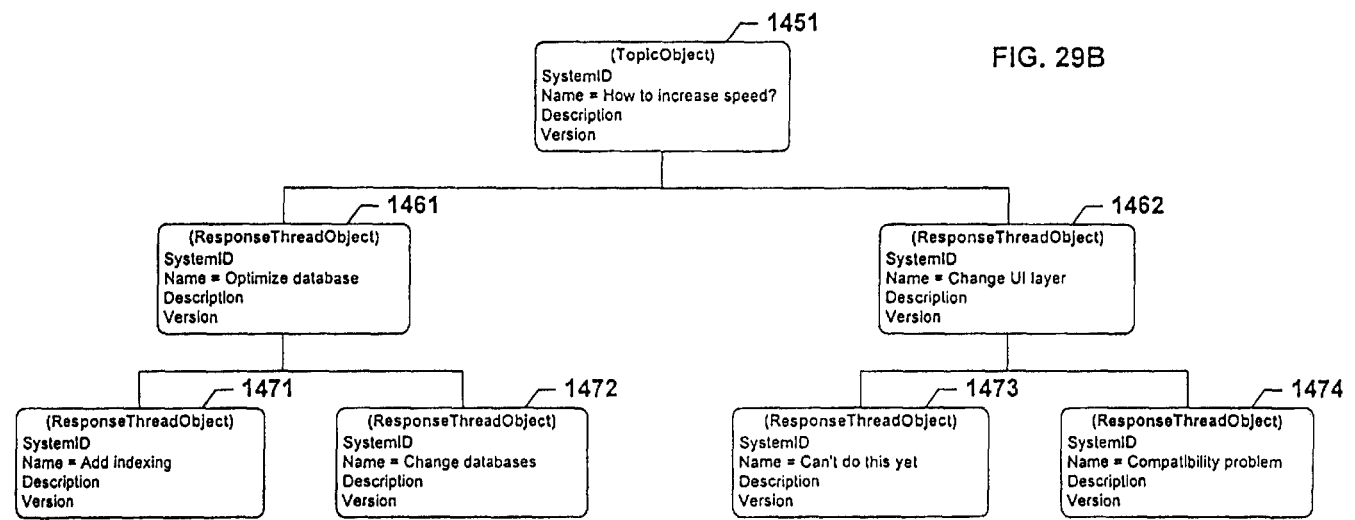 1451
FIG. 29B
(TopicObject)
SystemID
Name = How to increase speed?
Description
Version
1461
(ResponseThreadObject)
SystemID
Name = Optimize database
Description
Version
1462
(ResponseThreadObject)
SystemID
Name = Change UI layer
Description
Version
1471
(ResponseThreadObject)
SystemID
Name = Add indexing
Description
Version
1472
(ResponseThreadObject)
SystemID
Name = Change databases
Description
Version
1473
(ResponseThreadObject)
SystemID
Name = Can't do this yet
Description
Version
1474
(ResponseThreadObject)
SystemID
Name = Compatibility problem
Description
Version